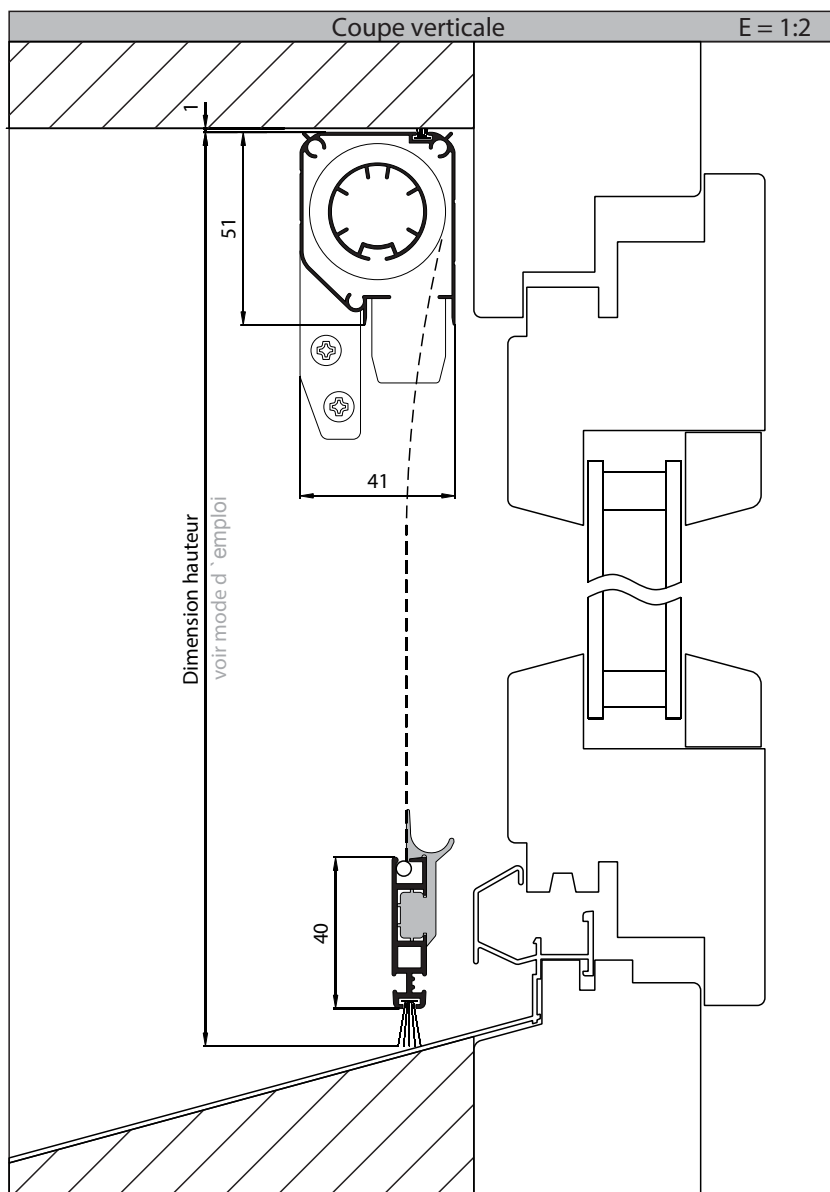 Coupe verticale
E = 1:2
1
51
41
Dimension hauteur
voir mode d `emploi
40